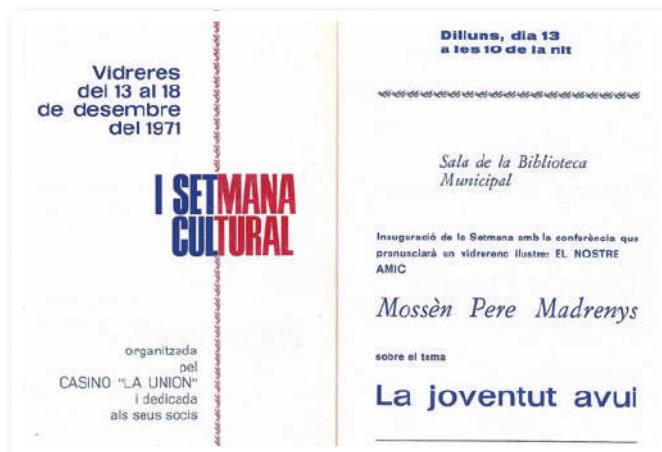 Vidreres
del 13 al 18
de desembre
del 1971
I SETMANA
CULTURAL
organitzada
pel
CASINO "LA UNION"
i dedicada
als seus socis
Dilluns, dia 13
a les 10 de la nit
Sala de la Biblioteca
Municipal
Inauguració de la Setmana amb la conferència que
pronunciarà un vidrerenc ilustre: EL NOSTRE
AMIC
Mossèn Pere Madrenys
sobre el tema
La joventut avui